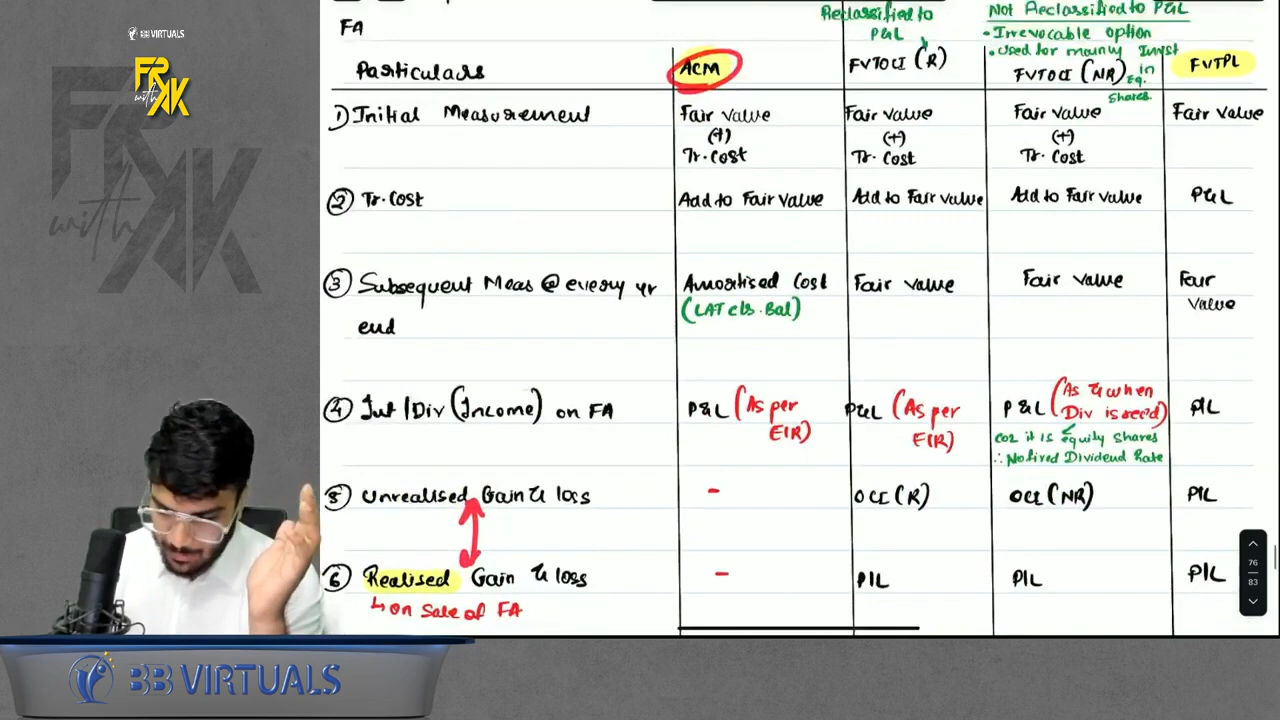 BB VIRTUALS
FR
with AK
FR
with AK
Reclassified to
P&L
Not Reclassified to P&L
• Irrevocable option
• Used for mainly Invst
in
Eq.
Shares.
FA
Particulars
ACM
FVTOCI (R)
FVTOCI (NR)
FVTPL
1) Initial Measurement
Fair value
(+)
Tr. Cost
Fair value
(+)
Tr. Cost
Fair value
(+)
Tr. Cost
Fair value
② Tr. Cost
Add to Fair Value
Add to Fair Value
Add to Fair Value
P&L
③ Subsequent Meas @ every yr
end
Amortised Cost
(LAT cls. Bal)
Fair value
Fair value
Fair
Value
④ Int / Div (Income) on FA
P&L (As per
EIR)
P&L (As per
EIR)
P&L (As & when
Div is recd)
coz it is Equity Shares
∴ No fixed Dividend Rate
P/L
⑤ Unrealised Gain & loss
-
OCI (R)
OCI (NR)
P/L
⑥ Realised Gain & loss
↳ on Sale of FA
-
P/L
P/L
P/L
76
83
BB VIRTUALS